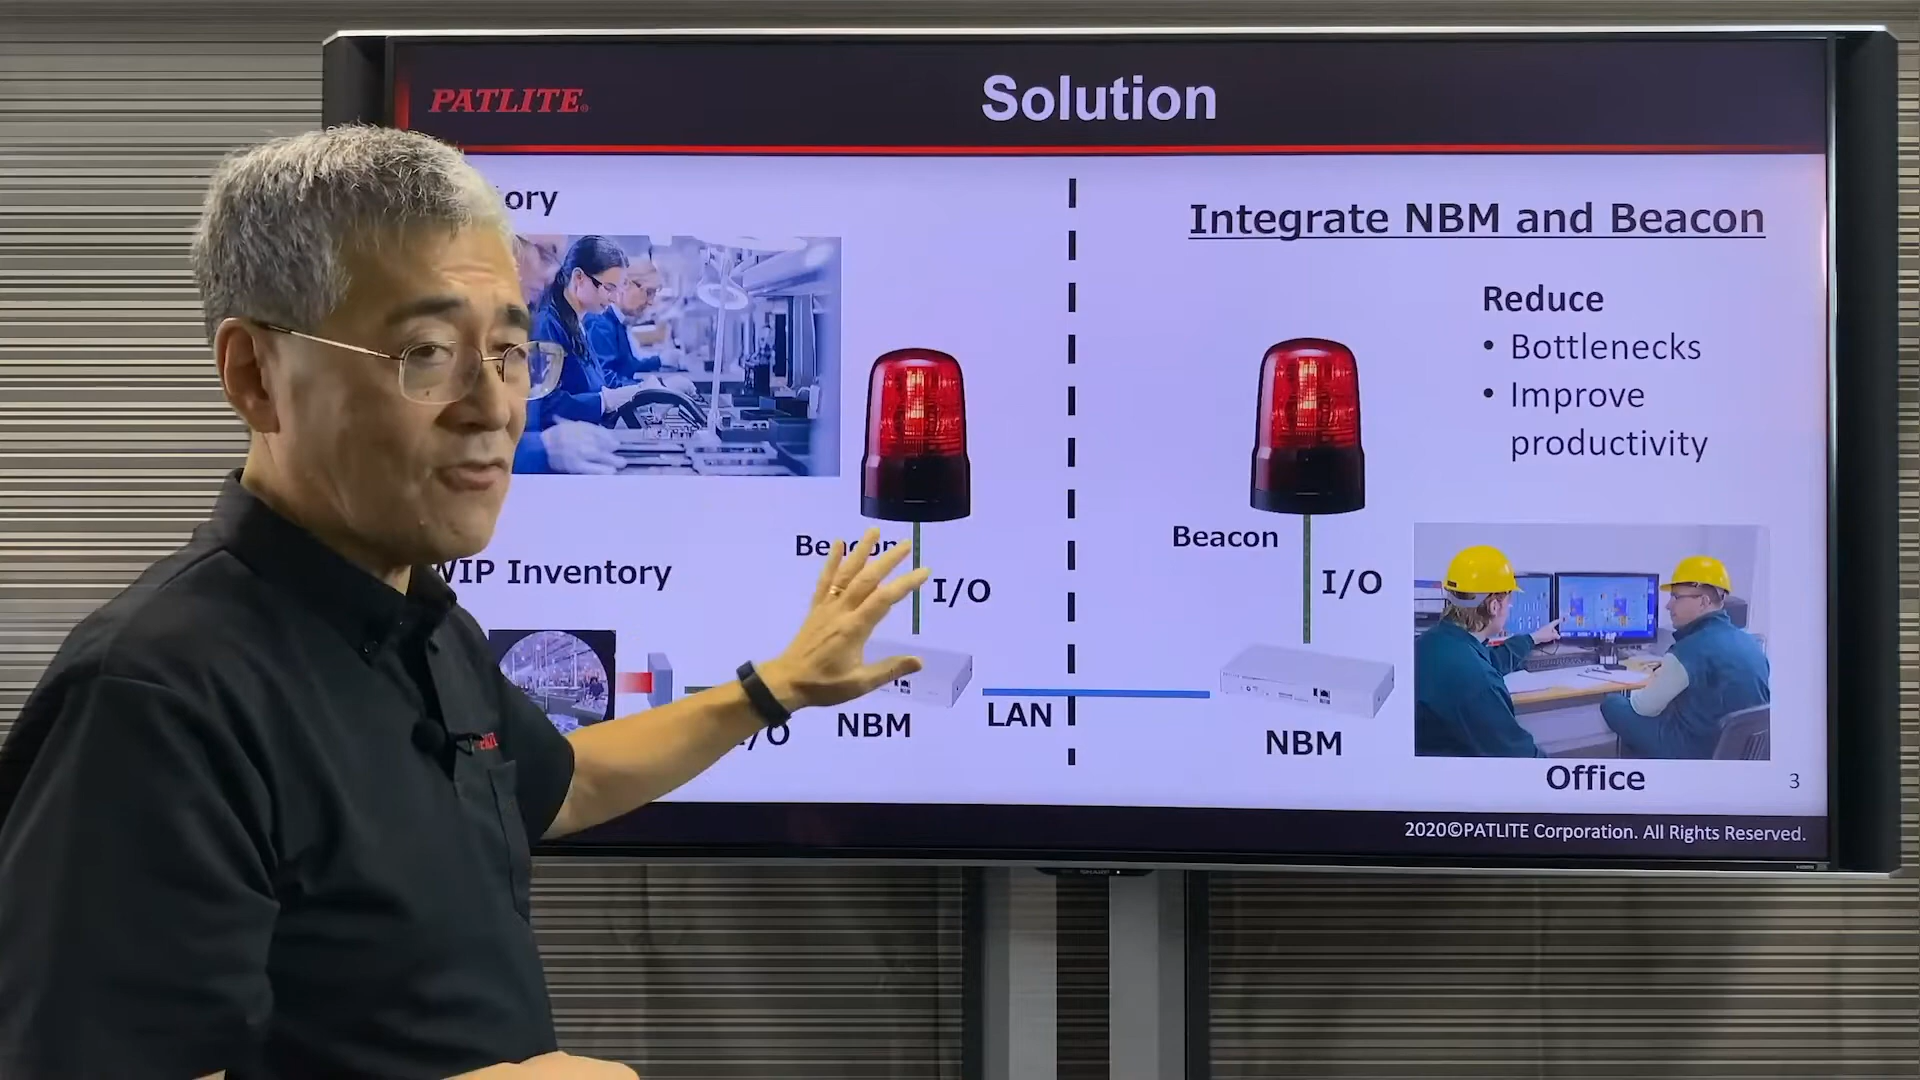 PATLITE
Solution
ory
Integrate NBM and Beacon
Reduce
• Bottlenecks
• Improve
productivity
Beacon
I/O
WIP Inventory
Beacon
I/O
I/O
NBM
LAN
NBM
Office
3
2020©PATLITE Corporation. All Rights Reserved.